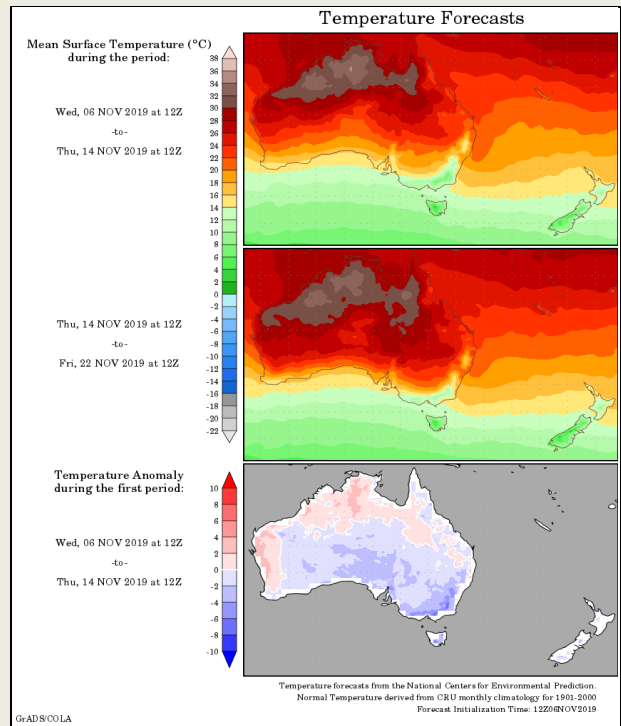 Temperature Forecasts
Mean Surface Temperature (°C)
during the period:
Wed, 06 NOV 2019 at 12Z
-to-
Thu, 14 NOV 2019 at 12Z
38
36
34
32
30
29
28
27
26
25
24
23
22
20
18
16
14
12
10
8
6
4
2
0
-2
-4
-6
-8
-10
-12
-14
-16
-18
-20
-22
Thu, 14 NOV 2019 at 12Z
-to-
Fri, 22 NOV 2019 at 12Z
Temperature Anomaly
during the first period:
Wed, 06 NOV 2019 at 12Z
-to-
Thu, 14 NOV 2019 at 12Z
10
8
6
4
2
0
-2
-4
-6
-8
-10
Temperature forecasts from the National Centers for Environmental Prediction.
Normal Temperature derived from CRU monthly climatology for 1901-2000
Forecast Initialization Time: 12Z06NOV2019
GrADS/COLA